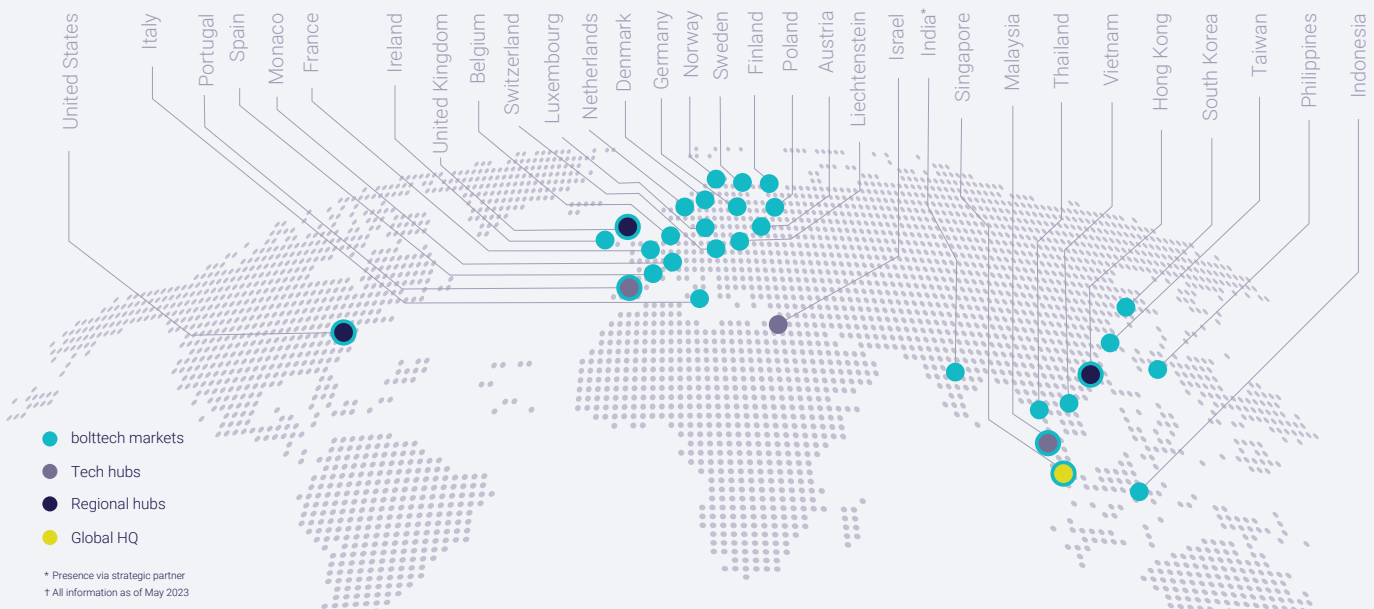 United States
Italy
Portugal
Spain
Monaco
France
Ireland
United Kingdom
Belgium
Switzerland
Luxembourg
Netherlands
Denmark
Germany
Norway
Sweden
Finland
Poland
Austria
Liechtenstein
Israel
India*
Singapore
Malaysia
Thailand
Vietnam
Hong Kong
South Korea
Taiwan
Philippines
Indonesia
bolttech markets
Tech hubs
Regional hubs
Global HQ
* Presence via strategic partner
† All information as of May 2023